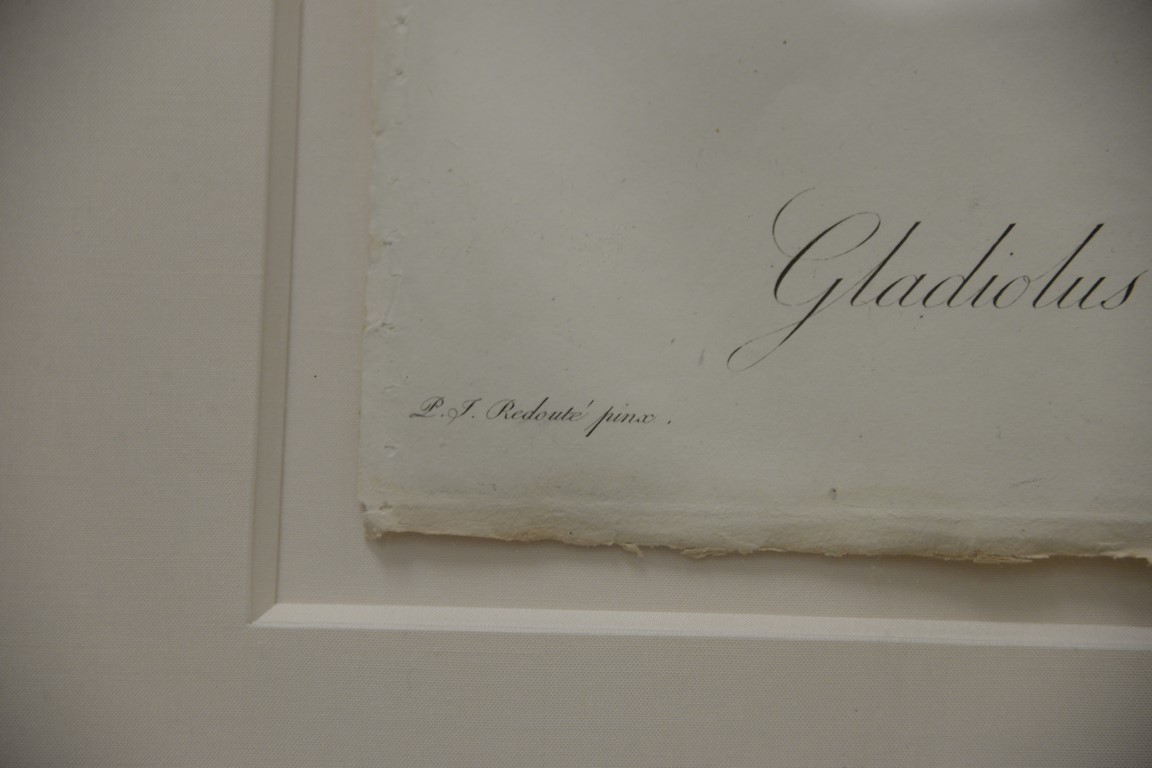 Gladiolus
P. J. Redouté pinx.